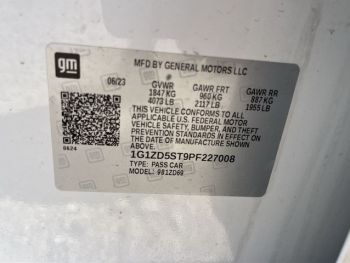 gm
MFD BY GENERAL MOTORS LLC
06/23 GVWR GAWR FRT GAWR RR
1847 KG 960 KG 887 KG
4073 LB 2117 LB 1955 LB
THIS VEHICLE CONFORMS TO ALL
APPLICABLE U.S. FEDERAL MOTOR
VEHICLE SAFETY, BUMPER, AND THEFT
PREVENTION STANDARDS IN EFFECT
ON THE DATE OF MANUFACTURE
SHOWN ABOVE.
1G1ZD5ST9PF227008
TYPE: PASS CAR
0624 MODEL: 9B1ZD69